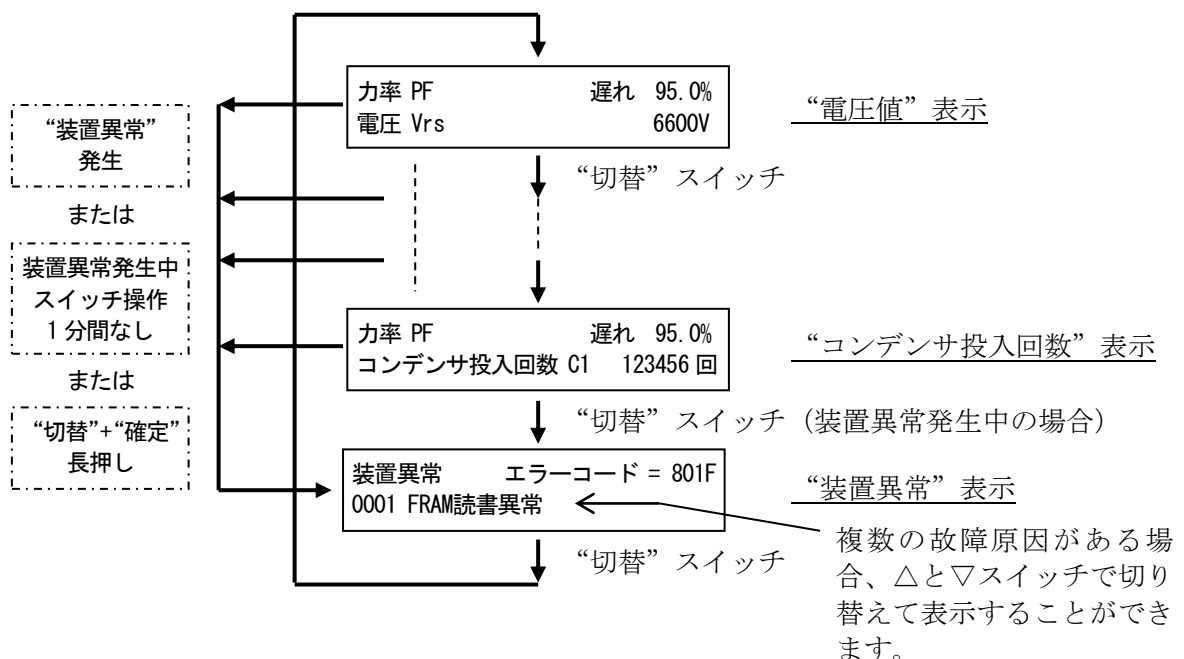 力率 PF 遅れ 95.0%
電圧 Vrs 6600V
“電圧値”表示
“装置異常”
発生
または
装置異常発生中
スイッチ操作
1分間なし
または
“切替”+“確定”
長押し
“切替”スイッチ
力率 PF 遅れ 95.0%
コンデンサ投入回数 C1 123456 回
“コンデンサ投入回数”表示
“切替”スイッチ（装置異常発生中の場合）
装置異常 エラーコード = 801F
0001 FRAM読書異常
“装置異常”表示
“切替”スイッチ
複数の故障原因がある場
合、△と▽スイッチで切り
替えて表示することができ
ます。